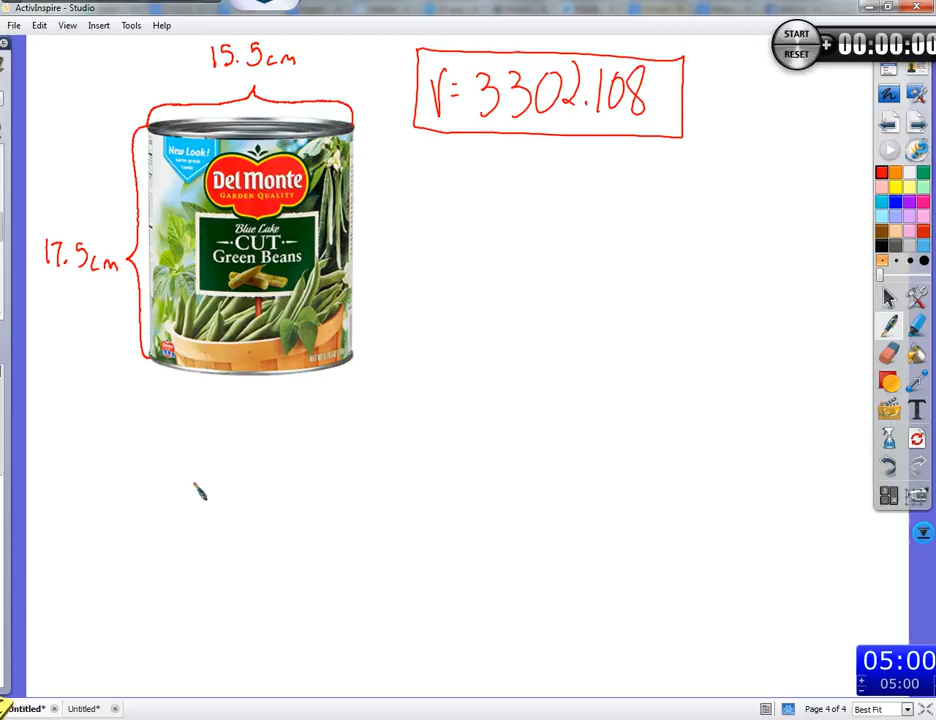 ActivInspire - Studio
File Edit View Insert Tools Help
START
RESET
00:00:00
15.5cm
V= 3302.108
New Look!
DEL MONTE
GARDEN QUALITY
Blue Lake
CUT
Green Beans
17.5cm
05:00
05:00
Untitled*
Untitled*
Page 4 of 4
Best Fit